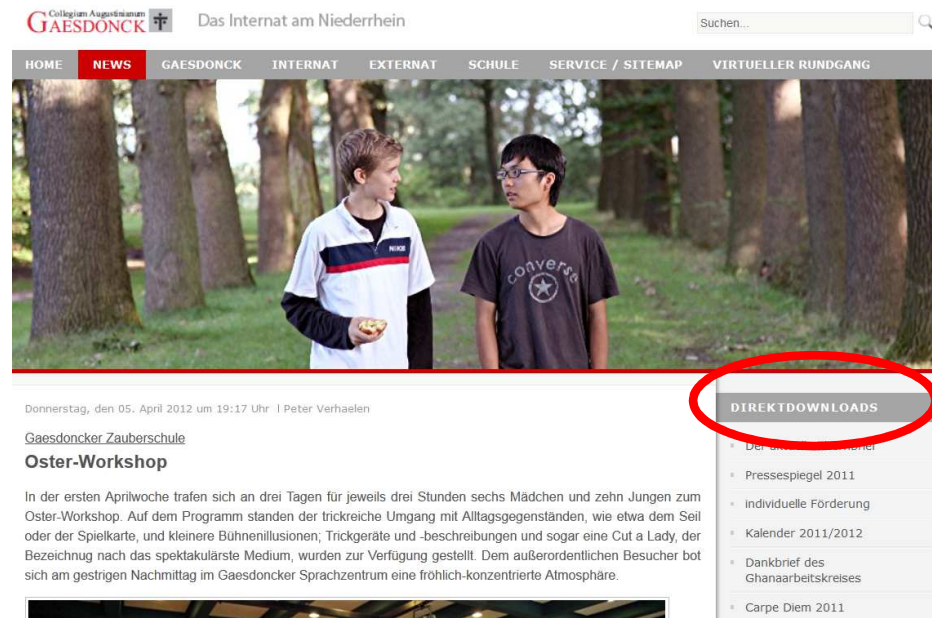 Collegium Augustinianum
GAESDONCK
Das Internat am Niederrhein
Suchen...
HOME NEWS GAESDONCK INTERNAT EXTERNAT SCHULE SERVICE / SITEMAP VIRTUELLER RUNDGANG
NIKE
converse
Donnerstag, den 05. April 2012 um 19:17 Uhr | Peter Verhaelen
Gaesdoncker Zauberschule
Oster-Workshop
In der ersten Aprilwoche trafen sich an drei Tagen für jeweils drei Stunden sechs Mädchen und zehn Jungen zum
Oster-Workshop. Auf dem Programm standen der trickreiche Umgang mit Alltagsgegenständen, wie etwa dem Seil
oder der Spielkarte, und kleinere Bühnenillusionen; Trickgeräte und -beschreibungen und sogar eine Cut a Lady, der
Bezeichnug nach das spektakulärste Medium, wurden zur Verfügung gestellt. Dem außerordentlichen Besucher bot
sich am gestrigen Nachmittag im Gaesdoncker Sprachzentrum eine fröhlich-konzentrierte Atmosphäre.
DIREKTDOWNLOADS
Der
Pressespiegel 2011
individuelle Förderung
Kalender 2011/2012
Dankbrief des
Ghanaarbeitskreises
Carpe Diem 2011